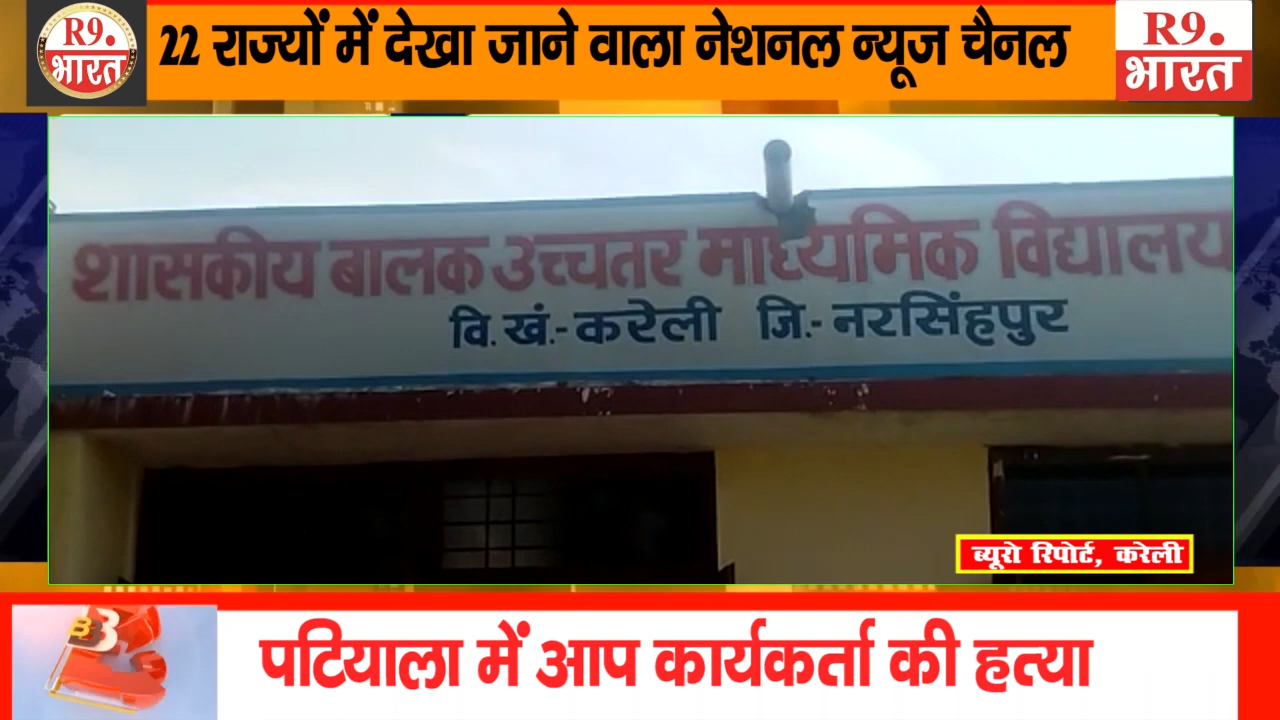 R9.
भारत
22 राज्यों में देखा जाने वाला नेशनल न्यूज चैनल
R9.
भारत
शासकीय बालक उच्चतर माध्यमिक विद्यालय
वि.खं.-करेली जि.-नरसिंहपुर
ब्यूरो रिपोर्ट, करेली
पटियाला में आप कार्यकर्ता की हत्या